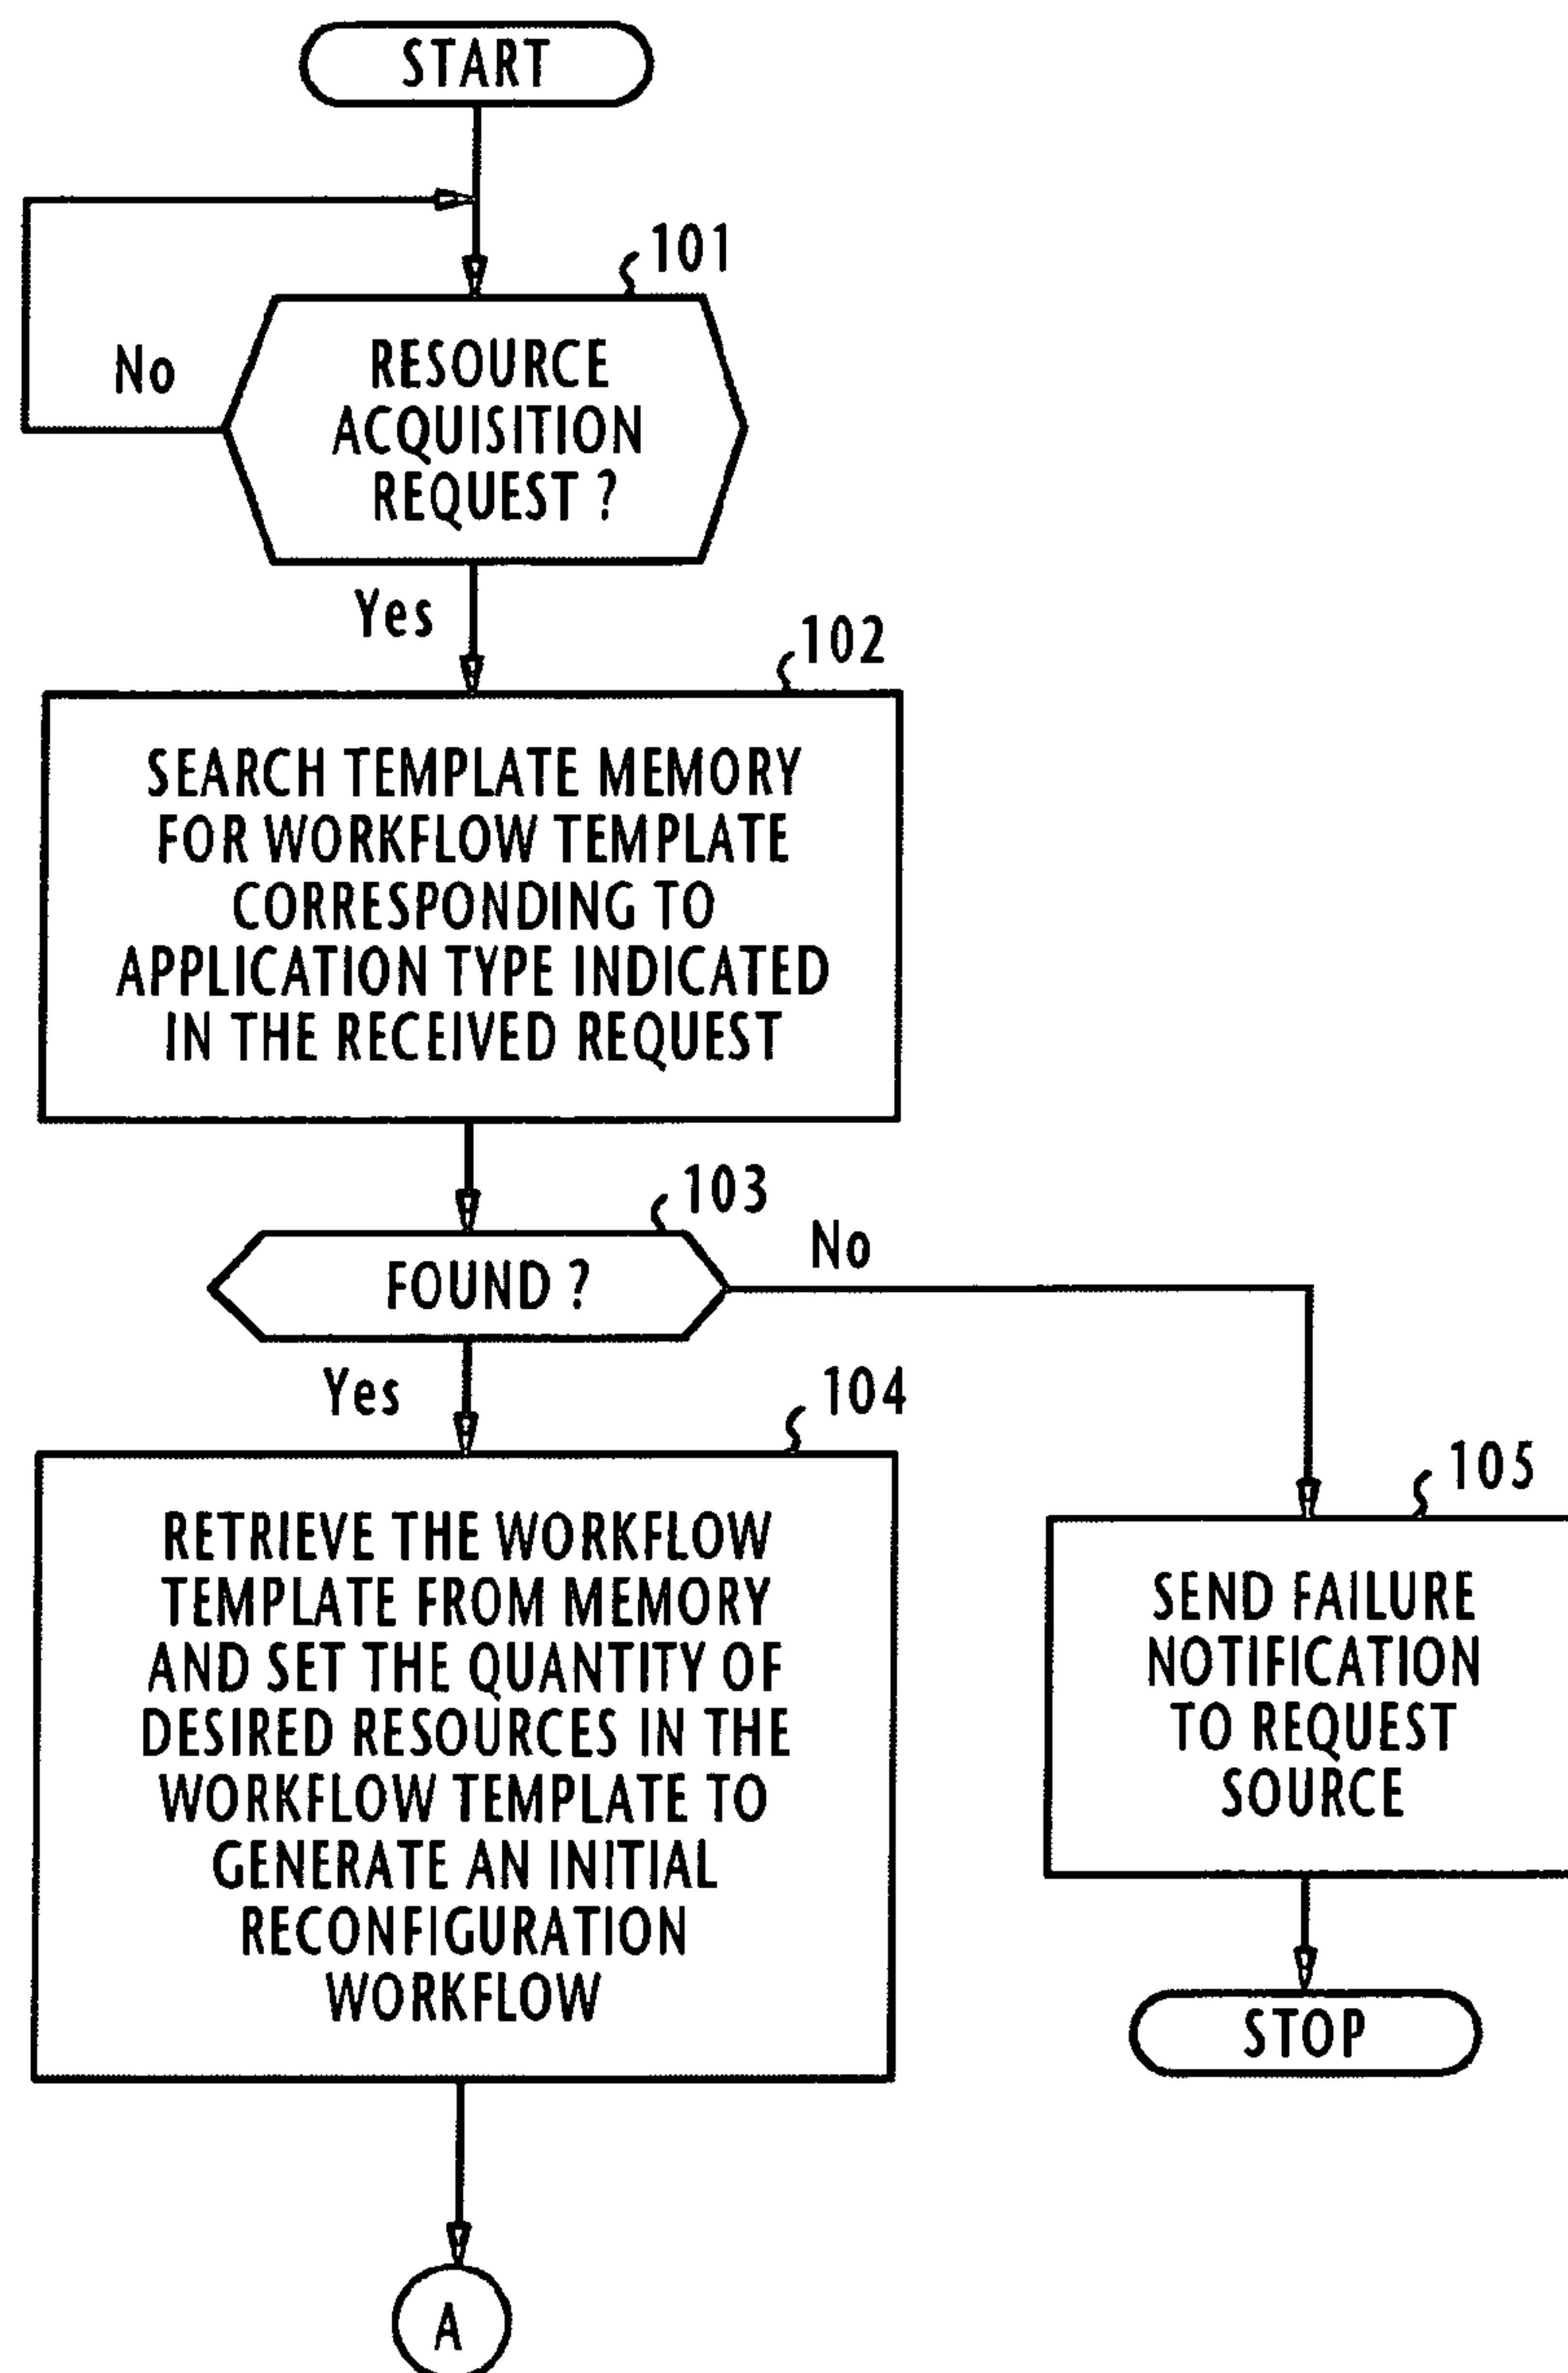 START
101
No
RESOURCE
ACQUISITION
REQUEST ?
Yes
102
SEARCH TEMPLATE MEMORY
FOR WORKFLOW TEMPLATE
CORRESPONDING TO
APPLICATION TYPE INDICATED
IN THE RECEIVED REQUEST
103
FOUND ?
No
Yes
104
RETRIEVE THE WORKFLOW
TEMPLATE FROM MEMORY
AND SET THE QUANTITY OF
DESIRED RESOURCES IN THE
WORKFLOW TEMPLATE TO
GENERATE AN INITIAL
RECONFIGURATION
WORKFLOW
105
SEND FAILURE
NOTIFICATION
TO REQUEST
SOURCE
STOP
A